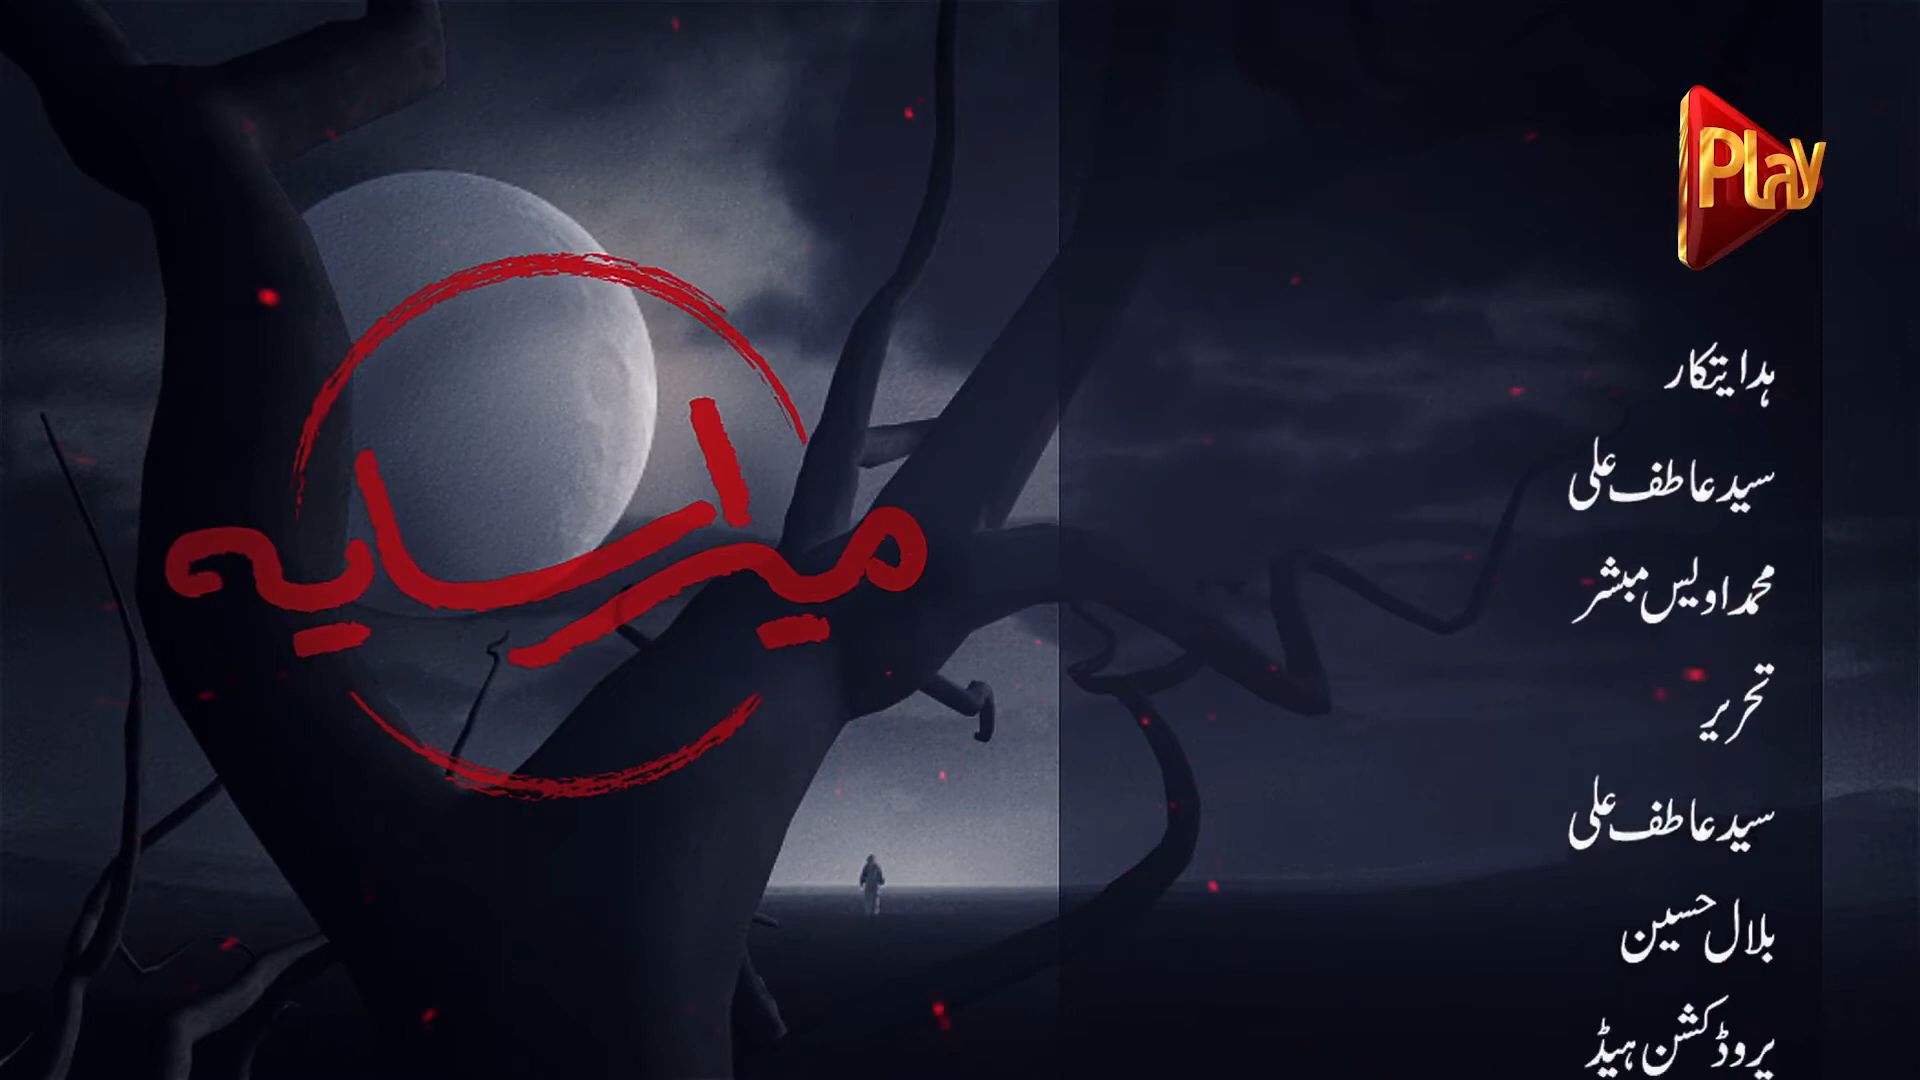 Play
میرا سایہ
ہدایتکار
سید عاطف علی
محمد اویس مبشر
تحریر
سید عاطف علی
بلال حسین
پروڈکشن ہیڈ